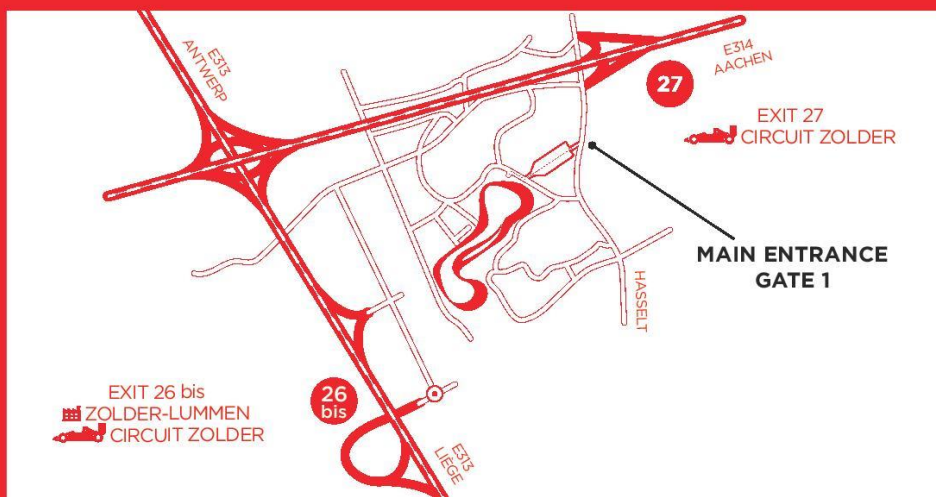 E313
ANTWERP
E314
AACHEN
27
EXIT 27
CIRCUIT ZOLDER
MAIN ENTRANCE
GATE 1
HASSELT
EXIT 26 bis
ZOLDER-LUMMEN
CIRCUIT ZOLDER
26
bis
E313
LIÈGE